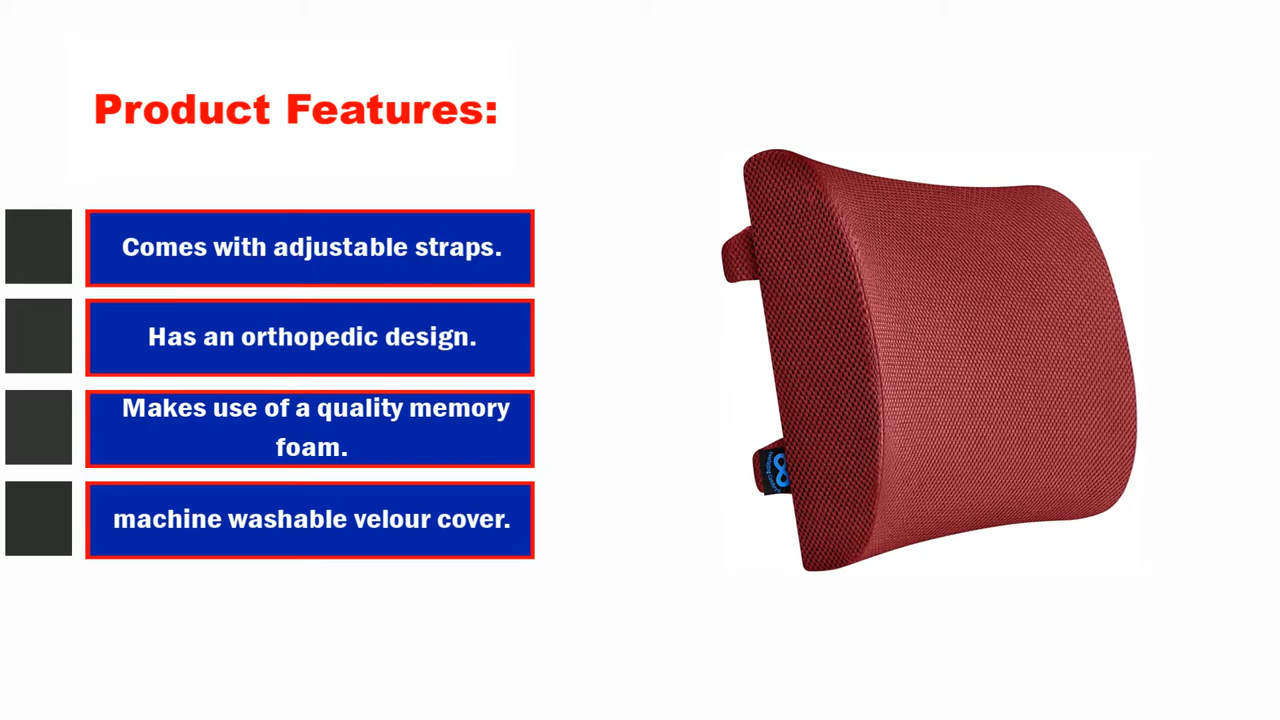 Product Features:
Comes with adjustable straps.
Has an orthopedic design.
Makes use of a quality memory
foam.
machine washable velour cover.